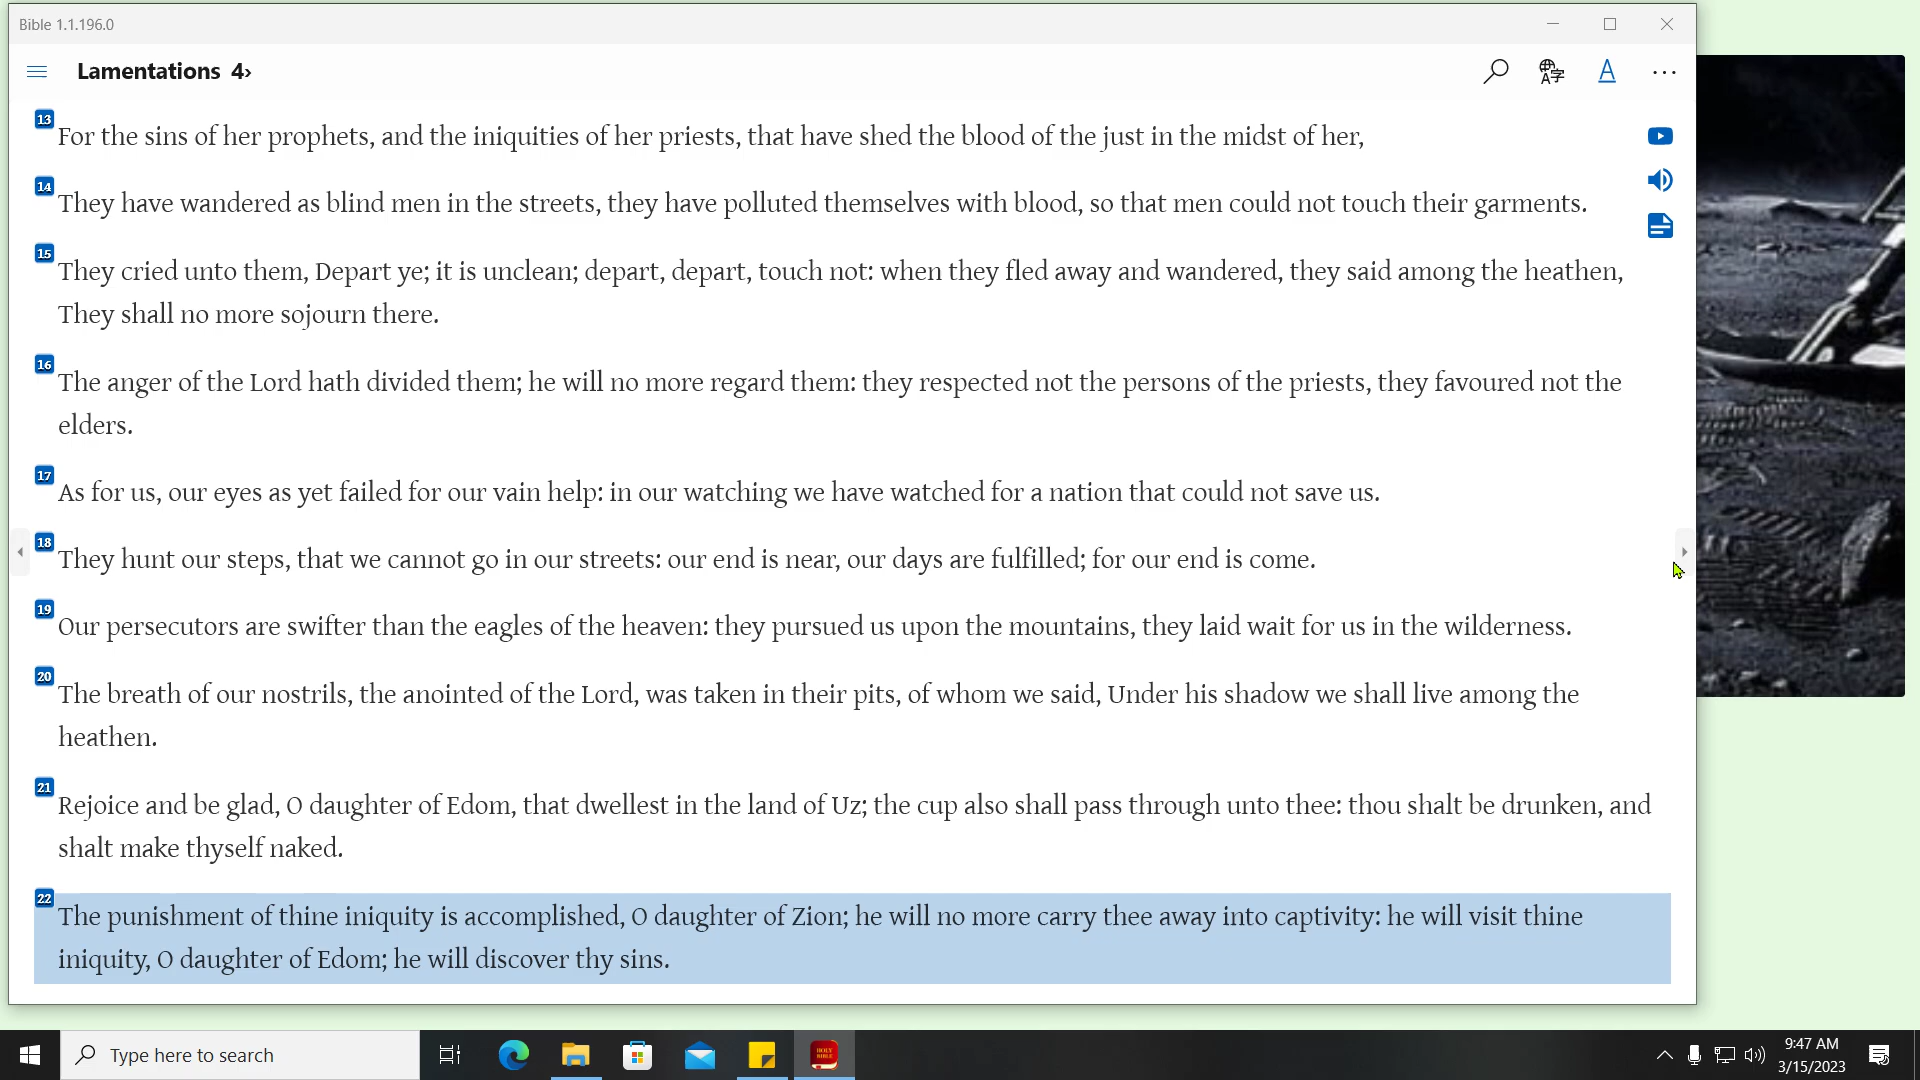 Bible 1.1.196.0
Lamentations 4›
13 For the sins of her prophets, and the iniquities of her priests, that have shed the blood of the just in the midst of her,
14 They have wandered as blind men in the streets, they have polluted themselves with blood, so that men could not touch their garments.
15 They cried unto them, Depart ye; it is unclean; depart, depart, touch not: when they fled away and wandered, they said among the heathen,
They shall no more sojourn there.
16 The anger of the Lord hath divided them; he will no more regard them: they respected not the persons of the priests, they favoured not the
elders.
17 As for us, our eyes as yet failed for our vain help: in our watching we have watched for a nation that could not save us.
18 They hunt our steps, that we cannot go in our streets: our end is near, our days are fulfilled; for our end is come.
19 Our persecutors are swifter than the eagles of the heaven: they pursued us upon the mountains, they laid wait for us in the wilderness.
20 The breath of our nostrils, the anointed of the Lord, was taken in their pits, of whom we said, Under his shadow we shall live among the
heathen.
21 Rejoice and be glad, O daughter of Edom, that dwellest in the land of Uz; the cup also shall pass through unto thee: thou shalt be drunken, and
shalt make thyself naked.
22 The punishment of thine iniquity is accomplished, O daughter of Zion; he will no more carry thee away into captivity: he will visit thine
iniquity, O daughter of Edom; he will discover thy sins.
Type here to search
HOLY BIBLE
9:47 AM
3/15/2023